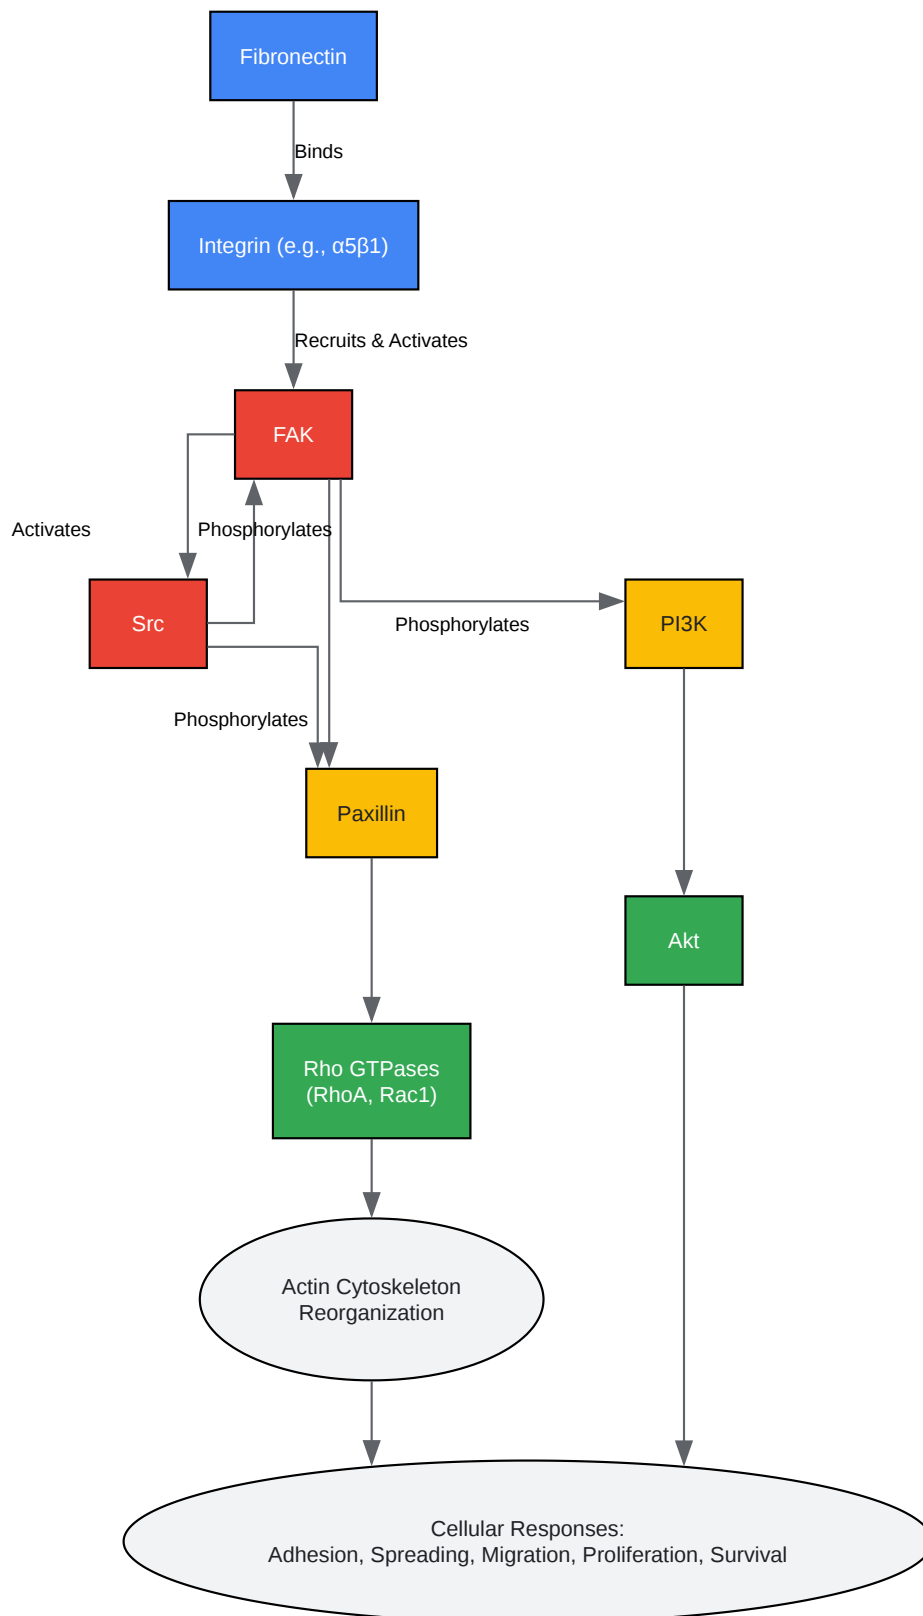 Fibronectin
Binds
Integrin (e.g., α5β1)
Recruits & Activates
FAK
Activates
Phosphorylates
Src
Phosphorylates
PI3K
Phosphorylates
Paxillin
Akt
Rho GTPases
(RhoA, Rac1)
Actin Cytoskeleton
Reorganization
Cellular Responses:
Adhesion, Spreading, Migration, Proliferation, Survival